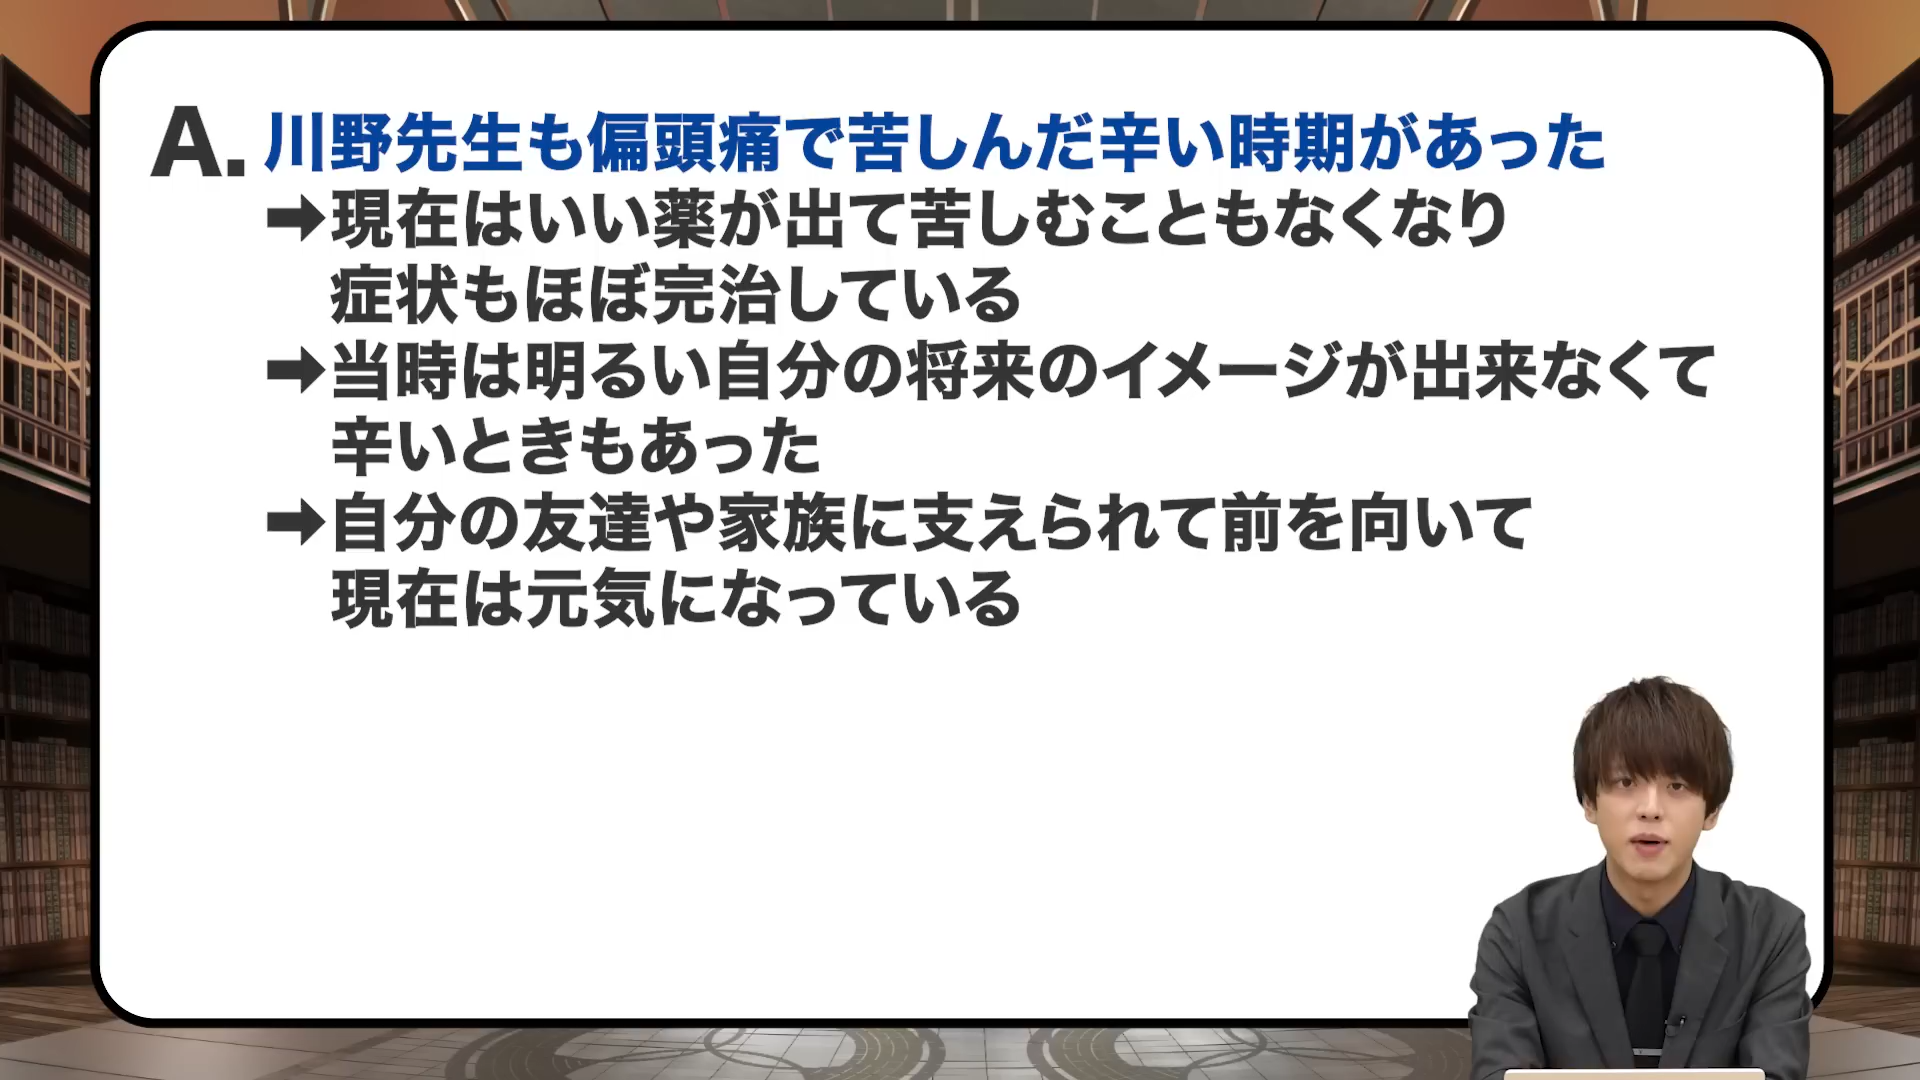 A. 川野先生も偏頭痛で苦しんだ辛い時期があった
➡現在はいい薬が出て苦しむこともなくなり
症状もほぼ完治している
➡当時は明るい自分の将来のイメージが出来なくて
辛いときもあった
➡自分の友達や家族に支えられて前を向いて
現在は元気になっている